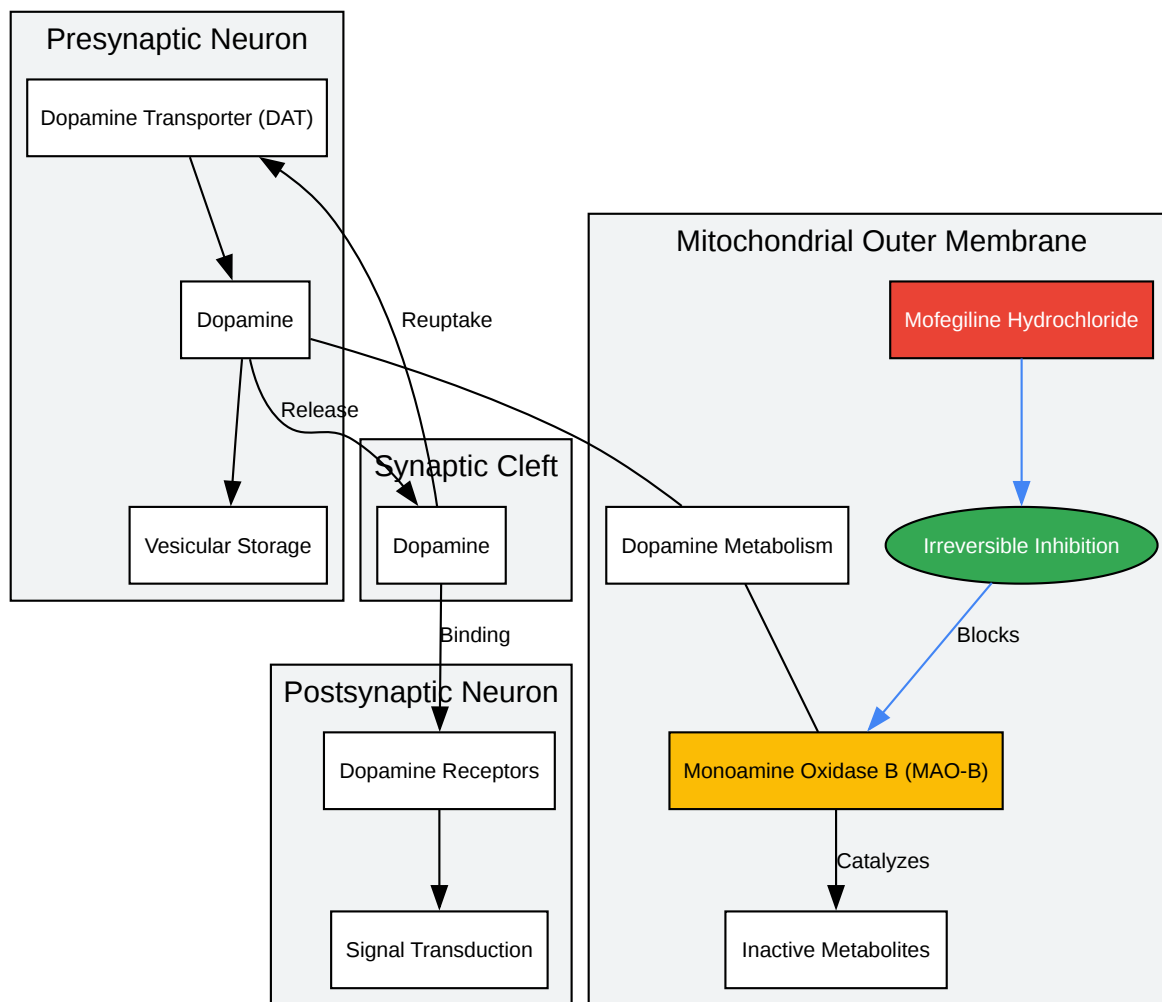 Presynaptic Neuron
Dopamine Transporter (DAT)
Mitochondrial Outer Membrane
Dopamine
Reuptake
Mofegiline Hydrochloride
Release
Synaptic Cleft
Vesicular Storage
Dopamine
Dopamine Metabolism
Irreversible Inhibition
Binding
Blocks
Postsynaptic Neuron
Dopamine Receptors
Monoamine Oxidase B (MAO-B)
Catalyzes
Signal Transduction
Inactive Metabolites